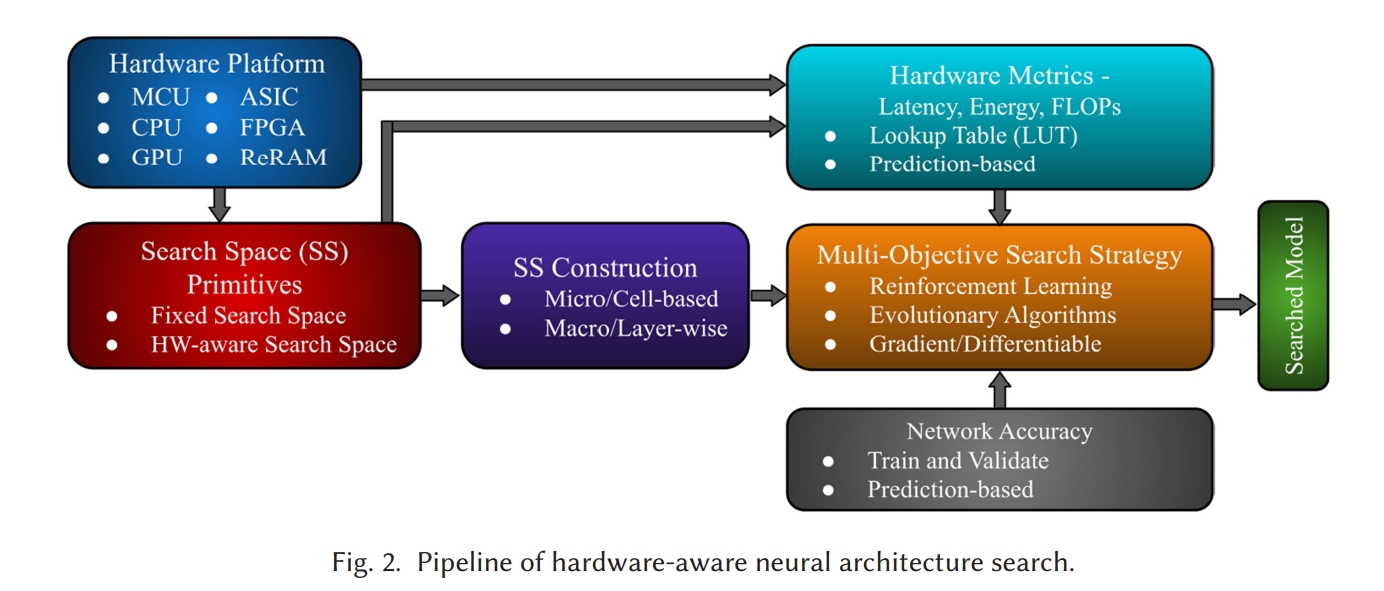 Hardware Platform
● MCU ● ASIC
● CPU ● FPGA
● GPU ● ReRAM
Hardware Metrics -
Latency, Energy, FLOPs
● Lookup Table (LUT)
● Prediction-based
Search Space (SS)
Primitives
● Fixed Search Space
● HW-aware Search Space
SS Construction
● Micro/Cell-based
● Macro/Layer-wise
Multi-Objective Search Strategy
● Reinforcement Learning
● Evolutionary Algorithms
● Gradient/Differentiable
Searched Model
Network Accuracy
● Train and Validate
● Prediction-based
Fig. 2. Pipeline of hardware-aware neural architecture search.